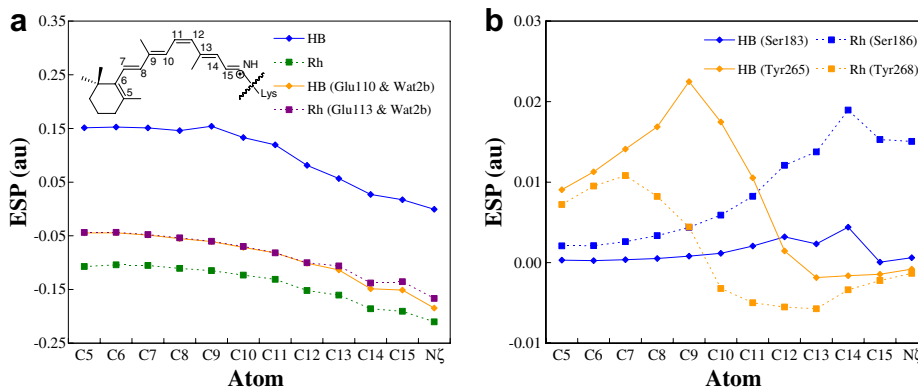 a
0.35
0.25
0.15
0.05
-0.05
-0.15
-0.25
ESP (au)
C5 C6 C7 C8 C9 C10 C11 C12 C13 C14 C15 Nζ
Atom
11
12
7
9
13
NH
6
8
10
14
15
⊕
5
Lys
HB
Rh
HB (Glu110 & Wat2b)
Rh (Glu113 & Wat2b)
b
0.03
0.02
0.01
0.00
-0.01
ESP (au)
C5 C6 C7 C8 C9 C10 C11 C12 C13 C14 C15 Nζ
Atom
HB (Ser183)
Rh (Ser186)
HB (Tyr265)
Rh (Tyr268)